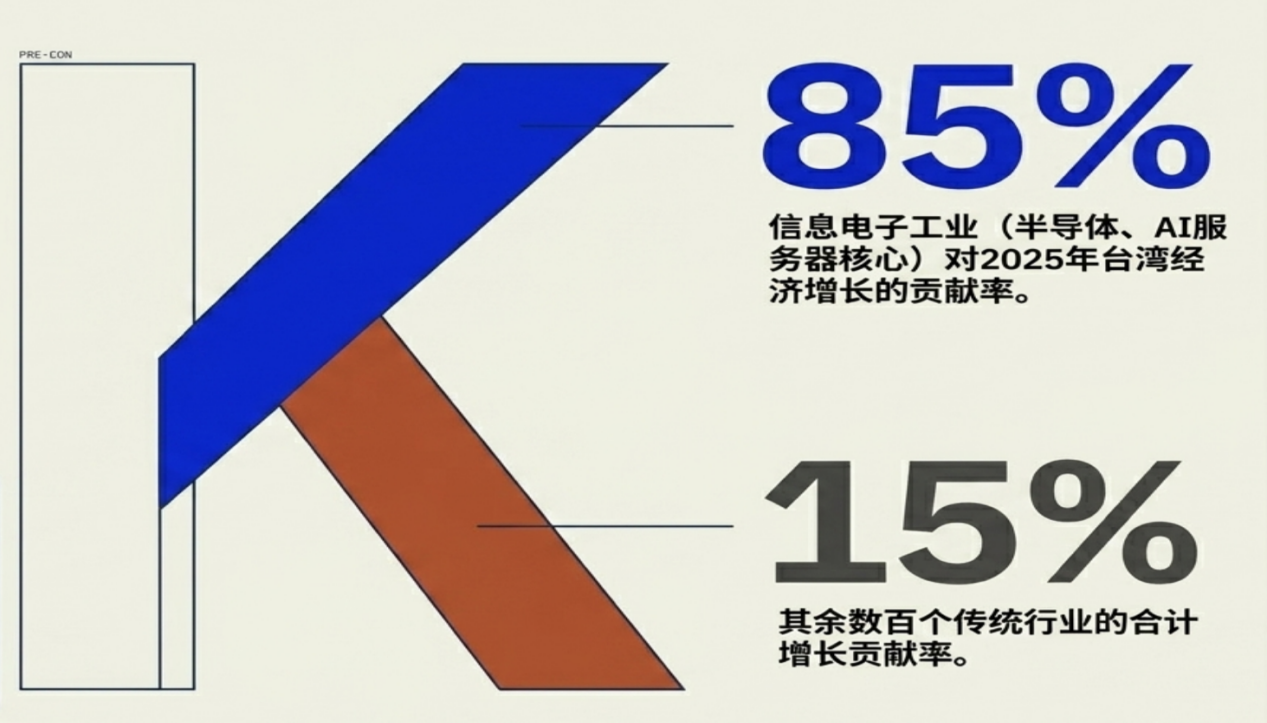 PRE-CON
85%
信息电子工业（半导体、AI服
务器核心）对2025年台湾经
济增长的贡献率。
15%
其余数百个传统行业的合计
增长贡献率。